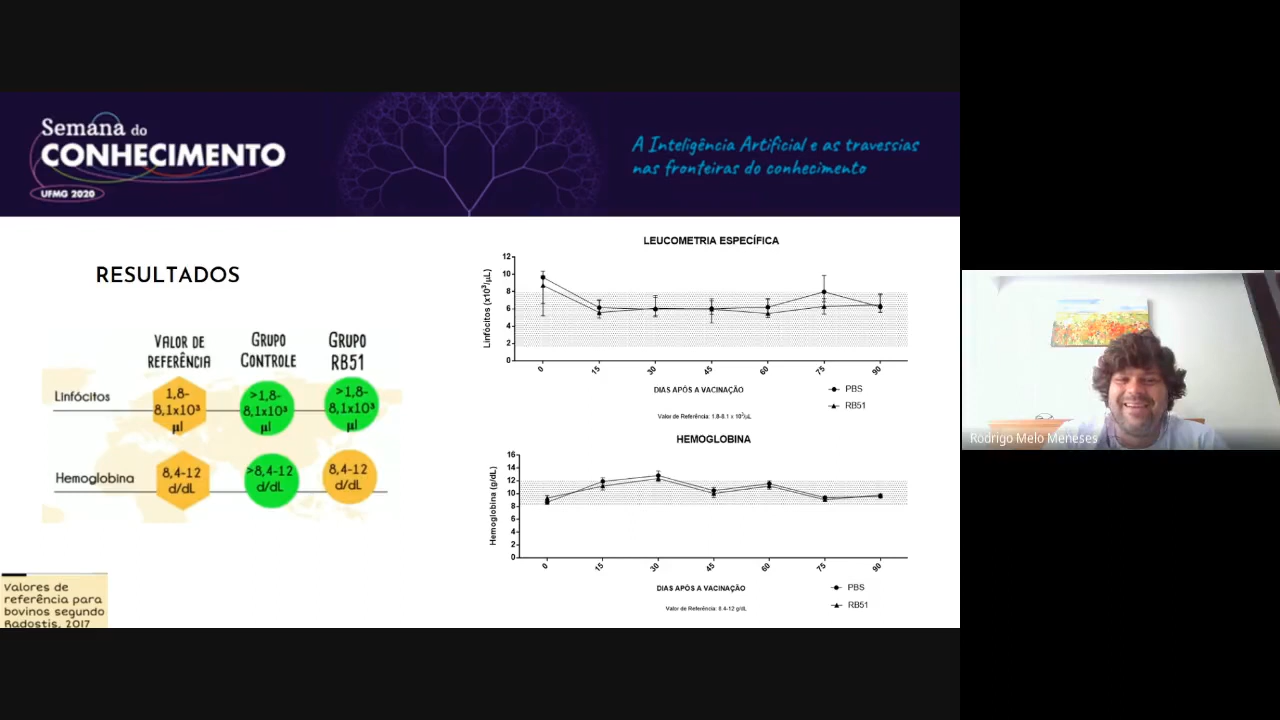 Semana do
CONHECIMENTO
UFMG 2020
A Inteligência Artificial e as travessias
nas fronteiras do conhecimento
RESULTADOS
VALOR DE
REFERÊNCIA
GRUPO
CONTROLE
GRUPO
RB51
Linfócitos
1,8-
8,1x10³
µl
>1,8-
8,1x10³
µl
>1,8-
8,1x10³
µl
Hemoglobina
8,4-12
d/dL
>8,4-12
d/dL
8,4-12
d/dL
Valores de
referência para
bovinos segundo
Radostis, 2017
LEUCOMETRIA ESPECÍFICA
Linfócitos (x10³/µL)
12
10
8
6
4
2
0
0 15 30 45 60 75 90
DIAS APÓS A VACINAÇÃO
PBS
RB51
Valor de Referência: 1.8-8.1 x 10³/µL
HEMOGLOBINA
Hemoglobina (g/dL)
16
14
12
10
8
6
4
2
0
0 15 30 45 60 75 90
DIAS APÓS A VACINAÇÃO
PBS
RB51
Valor de Referência: 8.4-12 g/dL
Rodrigo Melo Meneses